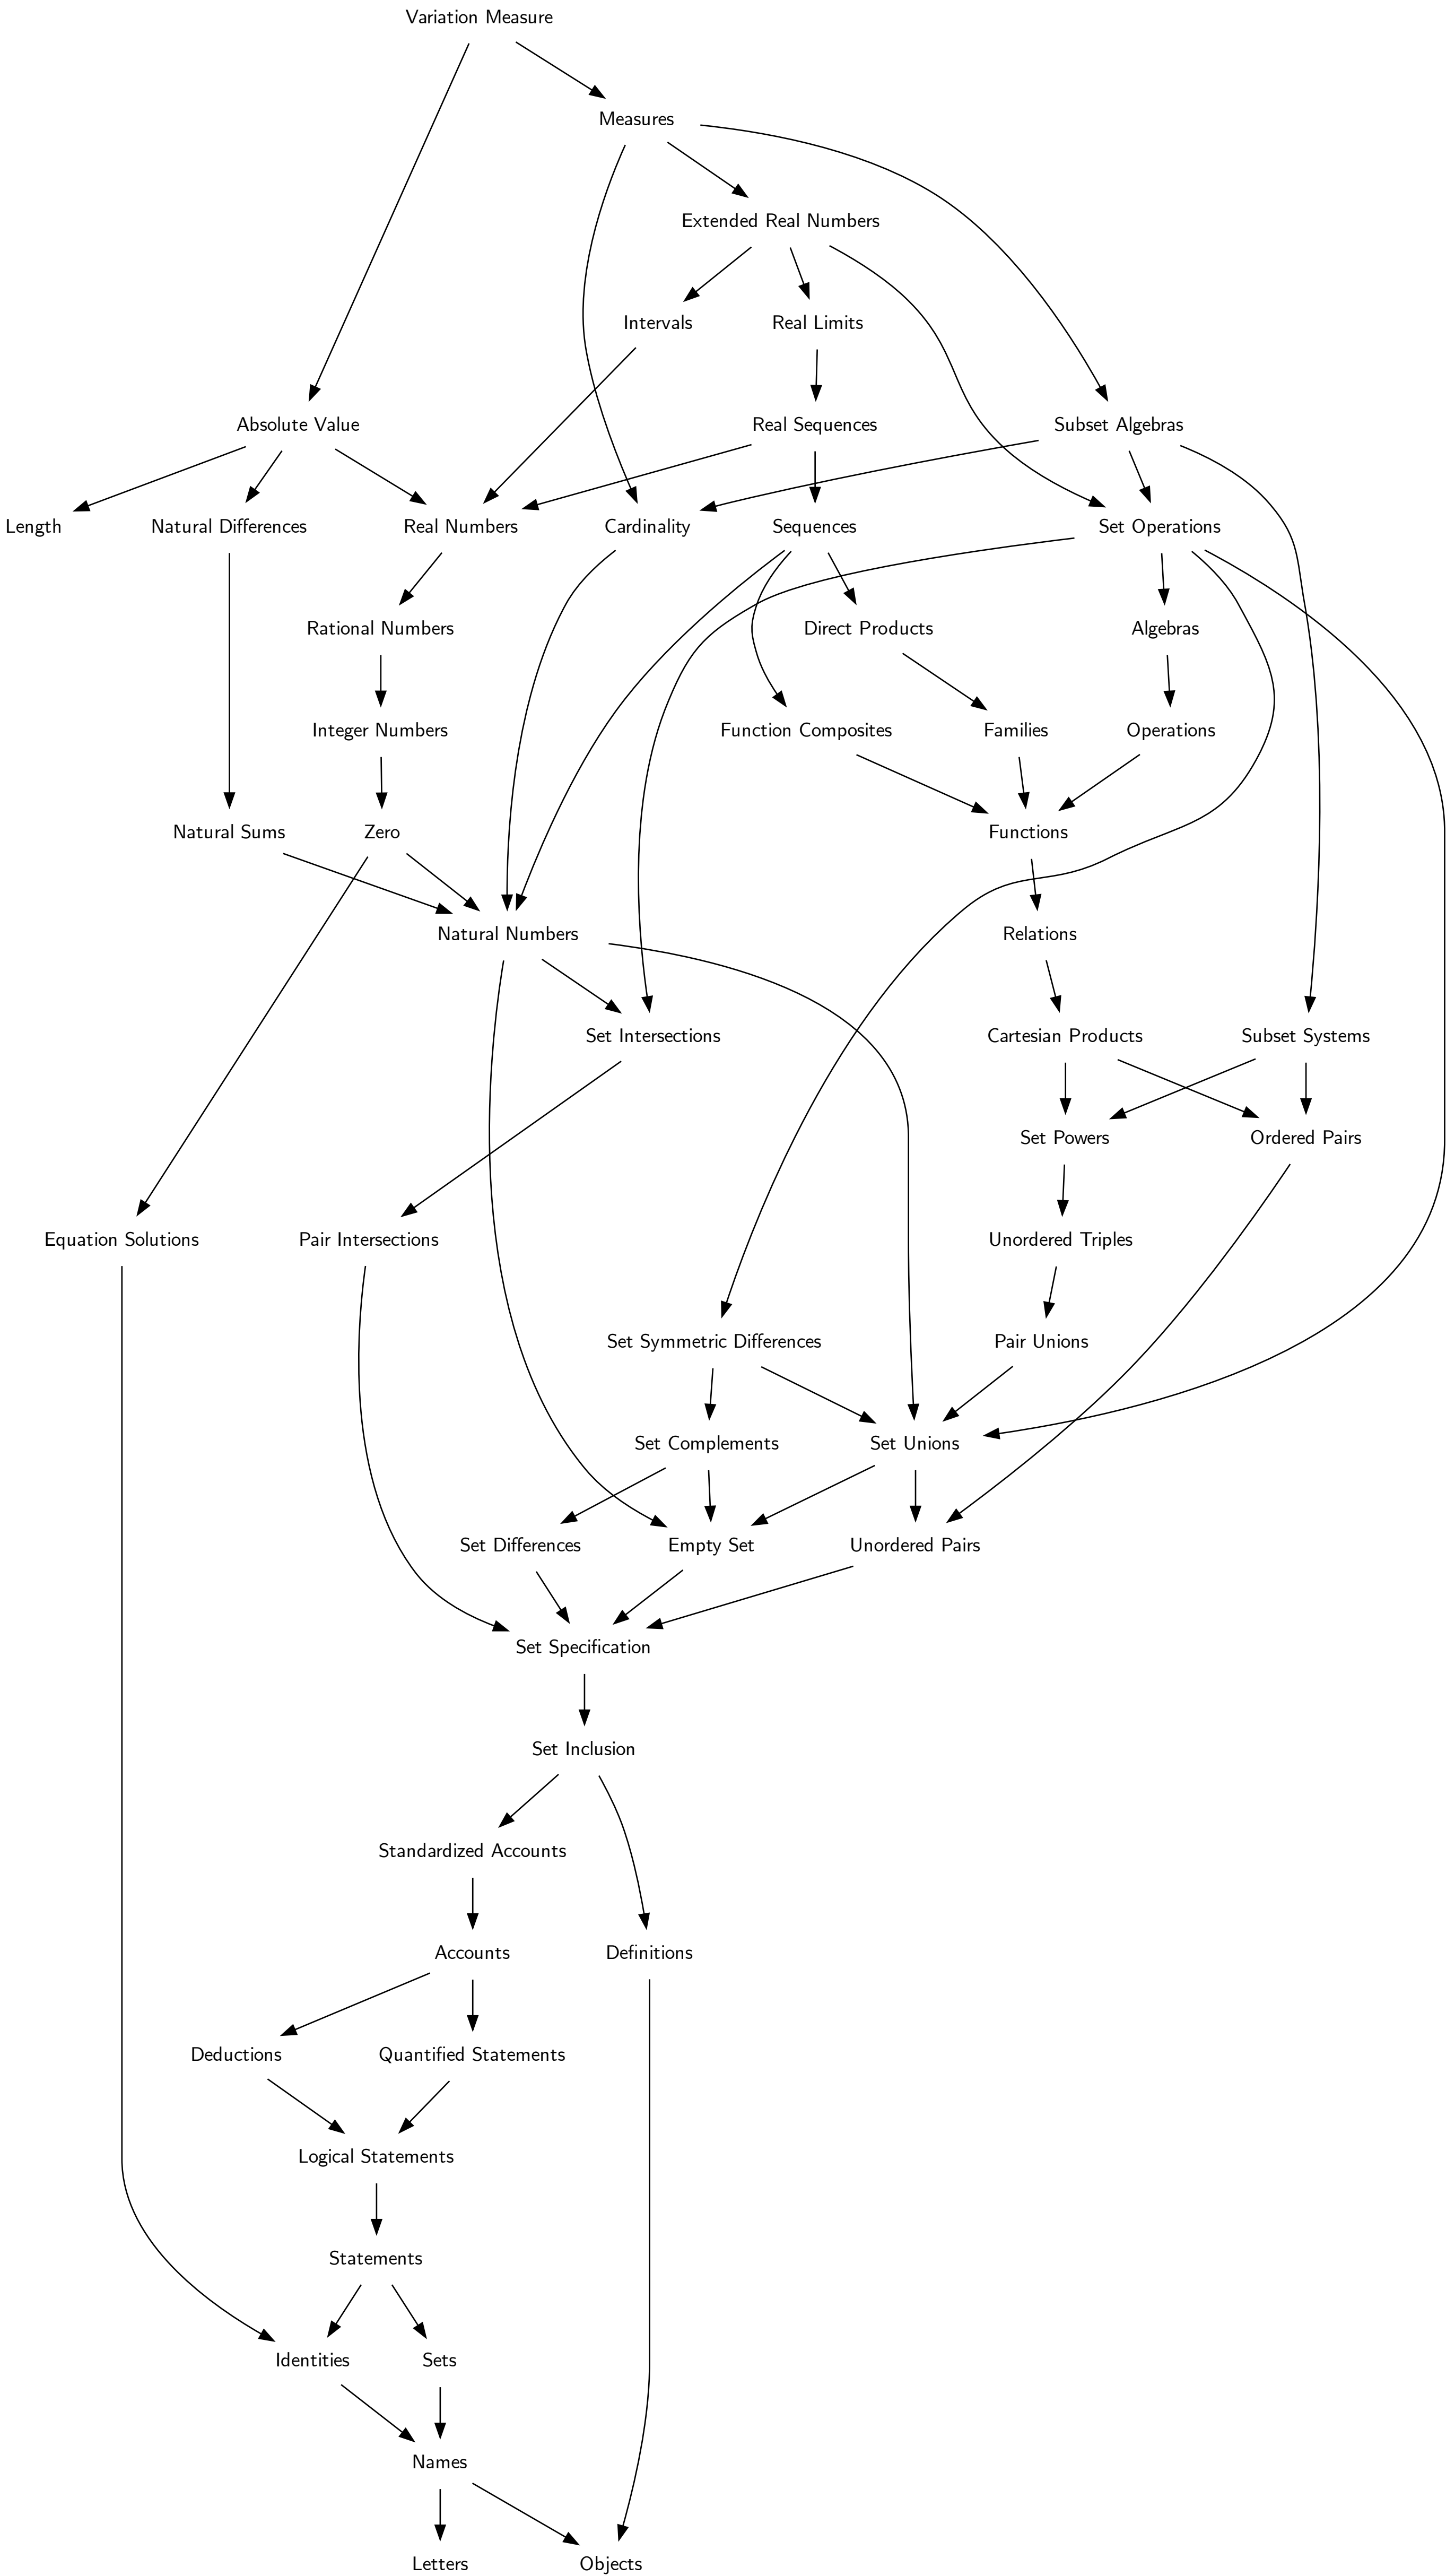 Variation Measure
Measures
Extended Real Numbers
Intervals
Real Limits
Absolute Value
Real Sequences
Subset Algebras
Length
Natural Differences
Real Numbers
Cardinality
Sequences
Set Operations
Rational Numbers
Direct Products
Algebras
Integer Numbers
Function Composites
Families
Operations
Natural Sums
Zero
Functions
Natural Numbers
Relations
Set Intersections
Cartesian Products
Subset Systems
Set Powers
Ordered Pairs
Equation Solutions
Pair Intersections
Unordered Triples
Set Symmetric Differences
Pair Unions
Set Complements
Set Unions
Set Differences
Empty Set
Unordered Pairs
Set Specification
Set Inclusion
Standardized Accounts
Accounts
Definitions
Deductions
Quantified Statements
Logical Statements
Statements
Identities
Sets
Names
Letters
Objects